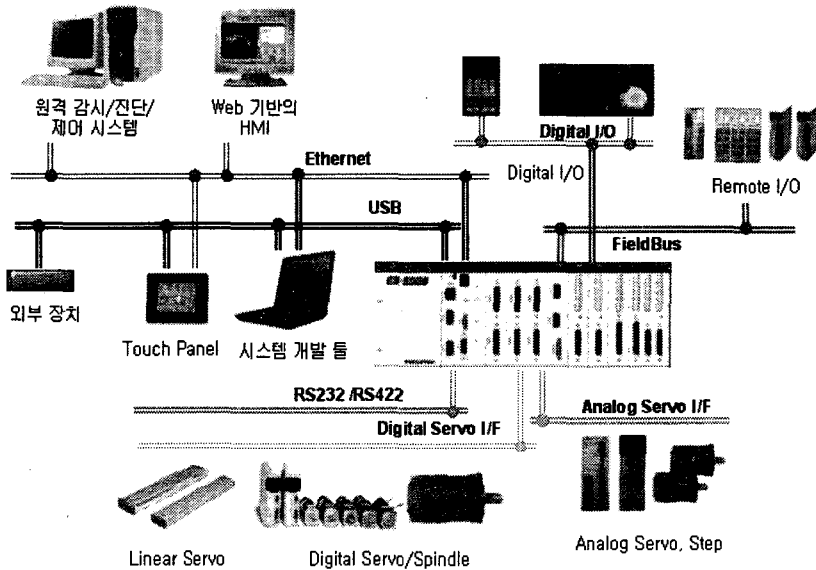 원격 감시/진단/
제어 시스템
Web 기반의
HMI
Ethernet
Digital I/O
Digital I/O
Remote I/O
USB
FieldBus
외부 장치
Touch Panel
시스템 개발 툴
RS232 /RS422
Digital Servo I/F
Analog Servo I/F
Linear Servo
Digital Servo/Spindle
Analog Servo, Step